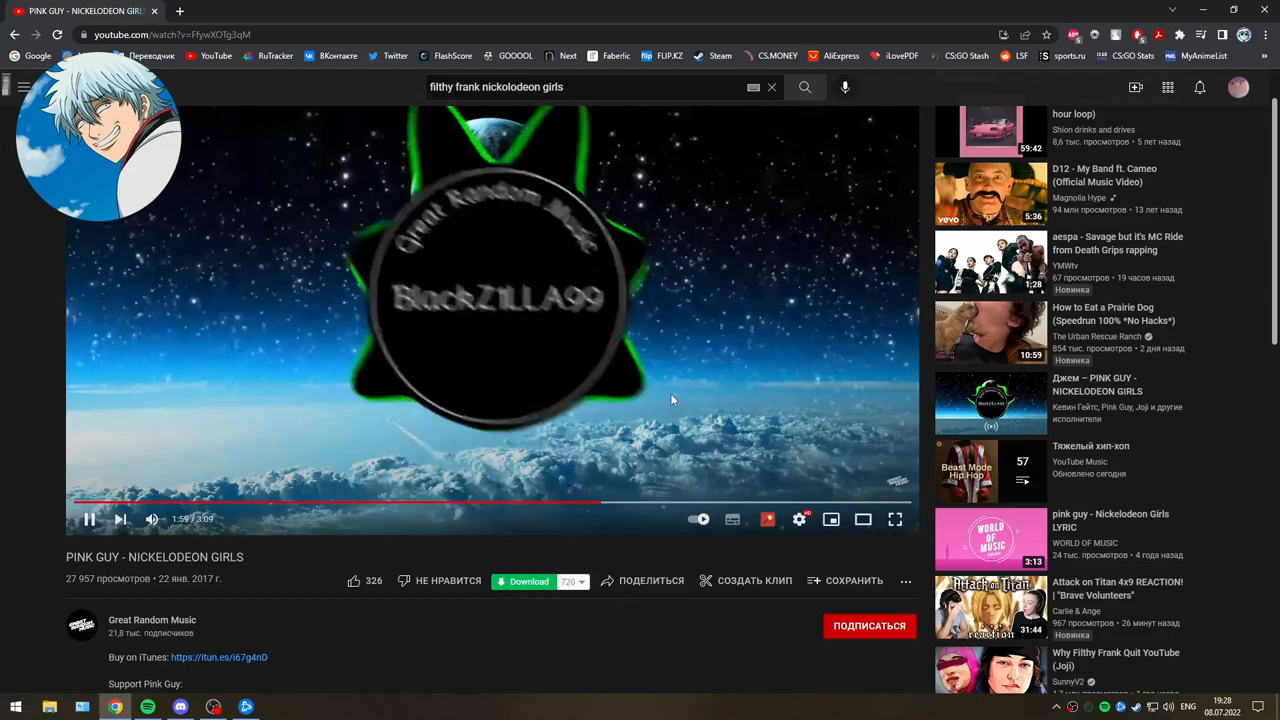 PINK GUY - NICKELODEON GIRLS
youtube.com/watch?v=FfywXOTg3qM
Google
Переводчик
YouTube
RuTracker
ВКонтакте
Twitter
FlashScore
GOOOOL
Next
Faberlic
FLIP.KZ
Steam
CS.MONEY
AliExpress
iLovePDF
CS:GO Stash
LSF
sports.ru
CS:GO Stats
MyAnimeList
filthy frank nickolodeon girls
BlackZ1LLA99
1:59 / 3:09
HD
PINK GUY - NICKELODEON GIRLS
27 957 просмотров • 22 янв. 2017 г.
326
НЕ НРАВИТСЯ
Download
720
ПОДЕЛИТЬСЯ
СОЗДАТЬ КЛИП
СОХРАНИТЬ
Great Random Music
21,8 тыс. подписчиков
ПОДПИСАТЬСЯ
Buy on iTunes: https://itun.es/i67g4nD
Support Pink Guy:
hour loop)
Shion drinks and drives
8,6 тыс. просмотров • 5 лет назад
59:42
D12 - My Band ft. Cameo
(Official Music Video)
Magnolia Hype
94 млн просмотров • 13 лет назад
vevo
5:36
aespa - Savage but it's MC Ride
from Death Grips rapping
YMWtv
67 просмотров • 19 часов назад
Новинка
1:28
How to Eat a Prairie Dog
(Speedrun 100% *No Hacks*)
The Urban Rescue Ranch
854 тыс. просмотров • 2 дня назад
Новинка
10:59
Джем – PINK GUY -
NICKELODEON GIRLS
Кевин Гейтс, Pink Guy, Joji и другие
исполнители
BlackZ1LLA99
Тяжелый хип-хоп
YouTube Music
Обновлено сегодня
Beast Mode
Hip Hop
57
pink guy - Nickelodeon Girls
LYRIC
WORLD OF MUSIC
24 тыс. просмотров • 4 года назад
WORLD
OF
MUSIC
3:13
Attack on Titan 4x9 REACTION!
| "Brave Volunteers"
Carlie & Ange
967 просмотров • 26 минут назад
Новинка
Attack on Titan
reaction
31:44
Why Filthy Frank Quit YouTube
(Joji)
SunnyV2
ENG
19:28
08.07.2022